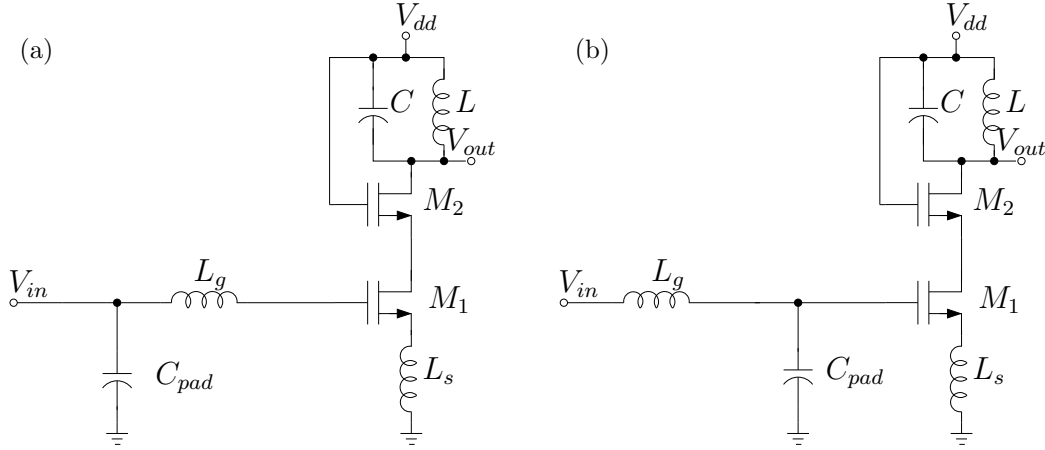 (a)
V_dd
C
L
V_out
M_2
V_in
L_g
M_1
C_pad
L_s
(b)
V_dd
C
L
V_out
M_2
V_in
L_g
M_1
C_pad
L_s